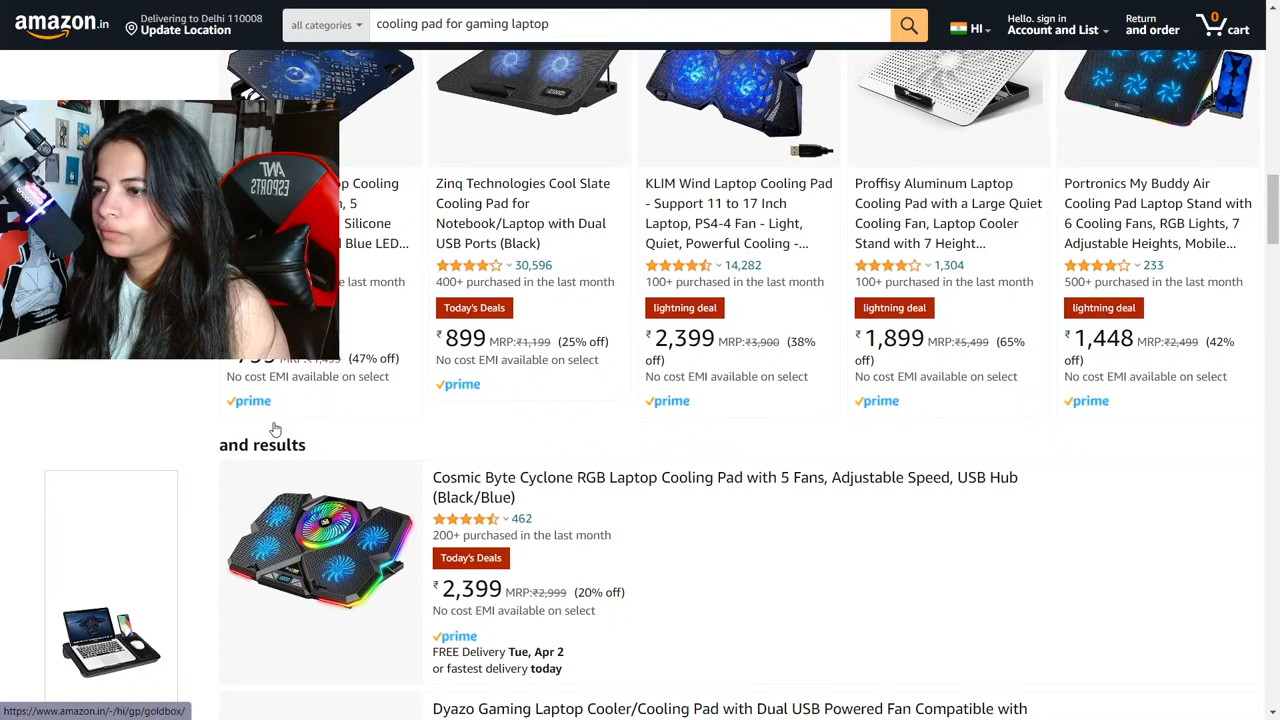 amazon.in
Delivering to Delhi 110008
Update Location
all categories
cooling pad for gaming laptop
HI
Hello. sign in
Account and List
Return
and order
0
cart
ANT
ESPORTS
p Cooling
, 5
Silicone
d Blue LED...
e last month
(47% off)
No cost EMI available on select
prime
Zinq Technologies Cool Slate
Cooling Pad for
Notebook/Laptop with Dual
USB Ports (Black)
30,596
400+ purchased in the last month
Today's Deals
₹899 MRP:₹1,199 (25% off)
No cost EMI available on select
prime
KLIM Wind Laptop Cooling Pad
- Support 11 to 17 Inch
Laptop, PS4-4 Fan - Light,
Quiet, Powerful Cooling -...
14,282
100+ purchased in the last month
lightning deal
₹2,399 MRP:₹3,900 (38%
off)
No cost EMI available on select
prime
Proffisy Aluminum Laptop
Cooling Pad with a Large Quiet
Cooling Fan, Laptop Cooler
Stand with 7 Height...
1,304
100+ purchased in the last month
lightning deal
₹1,899 MRP:₹5,499 (65%
off)
No cost EMI available on select
prime
Portronics My Buddy Air
Cooling Pad Laptop Stand with
6 Cooling Fans, RGB Lights, 7
Adjustable Heights, Mobile...
233
500+ purchased in the last month
lightning deal
₹1,448 MRP:₹2,499 (42%
off)
No cost EMI available on select
prime
and results
Cosmic Byte Cyclone RGB Laptop Cooling Pad with 5 Fans, Adjustable Speed, USB Hub
(Black/Blue)
462
200+ purchased in the last month
Today's Deals
₹2,399 MRP:₹2,999 (20% off)
No cost EMI available on select
prime
FREE Delivery Tue, Apr 2
or fastest delivery today
Dyazo Gaming Laptop Cooler/Cooling Pad with Dual USB Powered Fan Compatible with
https://www.amazon.in/-/hi/gp/goldbox/